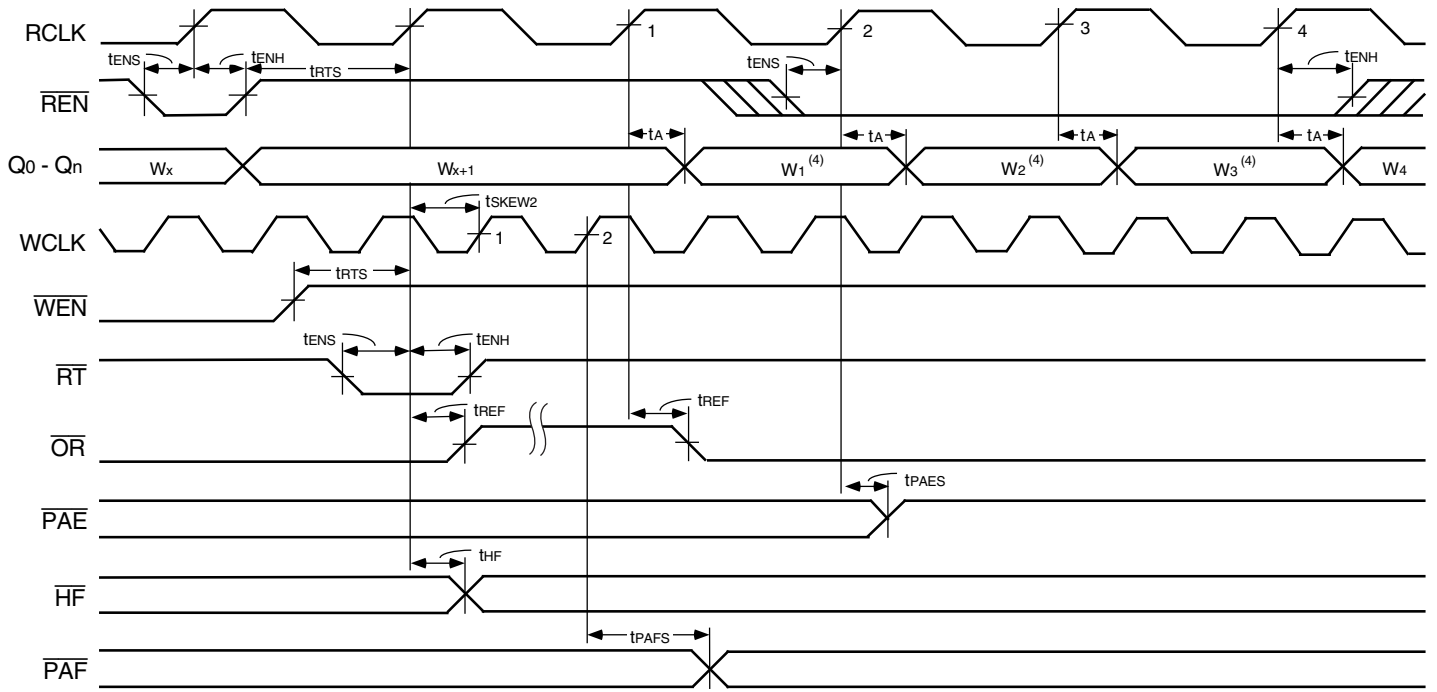 RCLK 1 2 3 4
tENS tENH tRTS tENS tENH
REN
tA tA tA tA
Q0 - Qn Wx Wx+1 W1(4) W2(4) W3(4) W4
tSKEW2
WCLK 1 2
tRTS
WEN
tENS tENH
RT
tREF tREF
OR
tPAES
PAE
tHF
HF
tPAFS
PAF